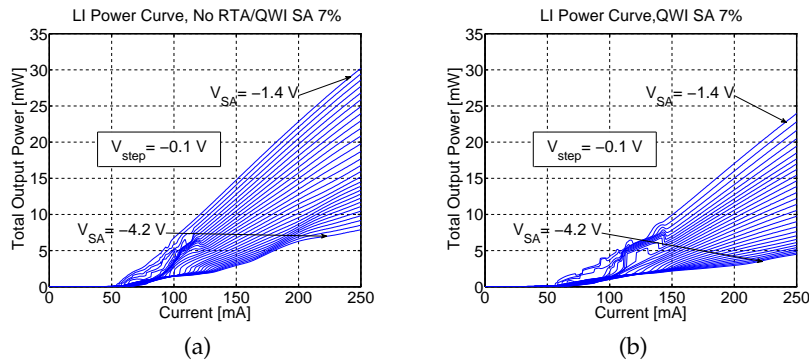 LI Power Curve, No RTA/QWI SA 7%
Total Output Power [mW]
35
30
25
20
15
10
5
0
V_SA = −1.4 V
V_step = −0.1 V
V_SA = −4.2 V
0 50 100 150 200 250
Current [mA]
(a)
LI Power Curve,QWI SA 7%
Total Output Power [mW]
35
30
25
20
15
10
5
0
V_SA = −1.4 V
V_step = −0.1 V
V_SA = −4.2 V
0 50 100 150 200 250
Current [mA]
(b)